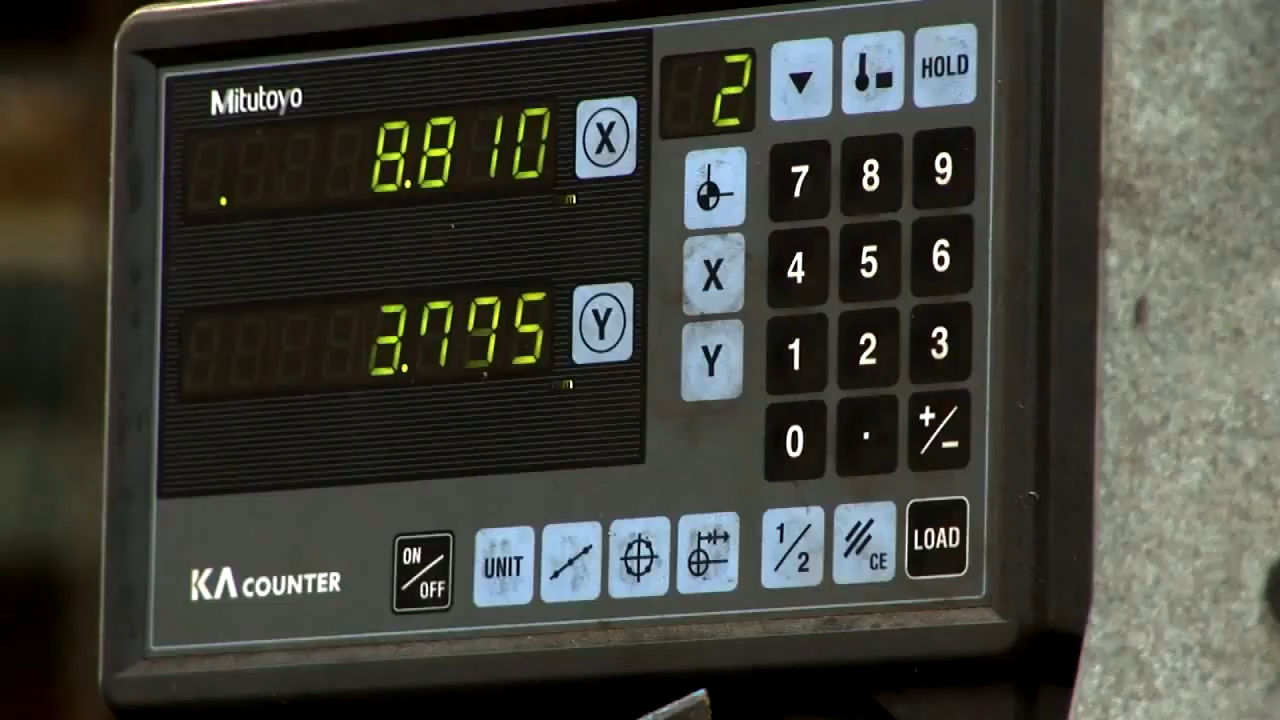 Mitutoyo
8.810 X
m
3.795 Y
m
2
HOLD
7 8 9
X 4 5 6
Y 1 2 3
0 . +/-
KA COUNTER
ON/OFF UNIT 1/2 CE LOAD